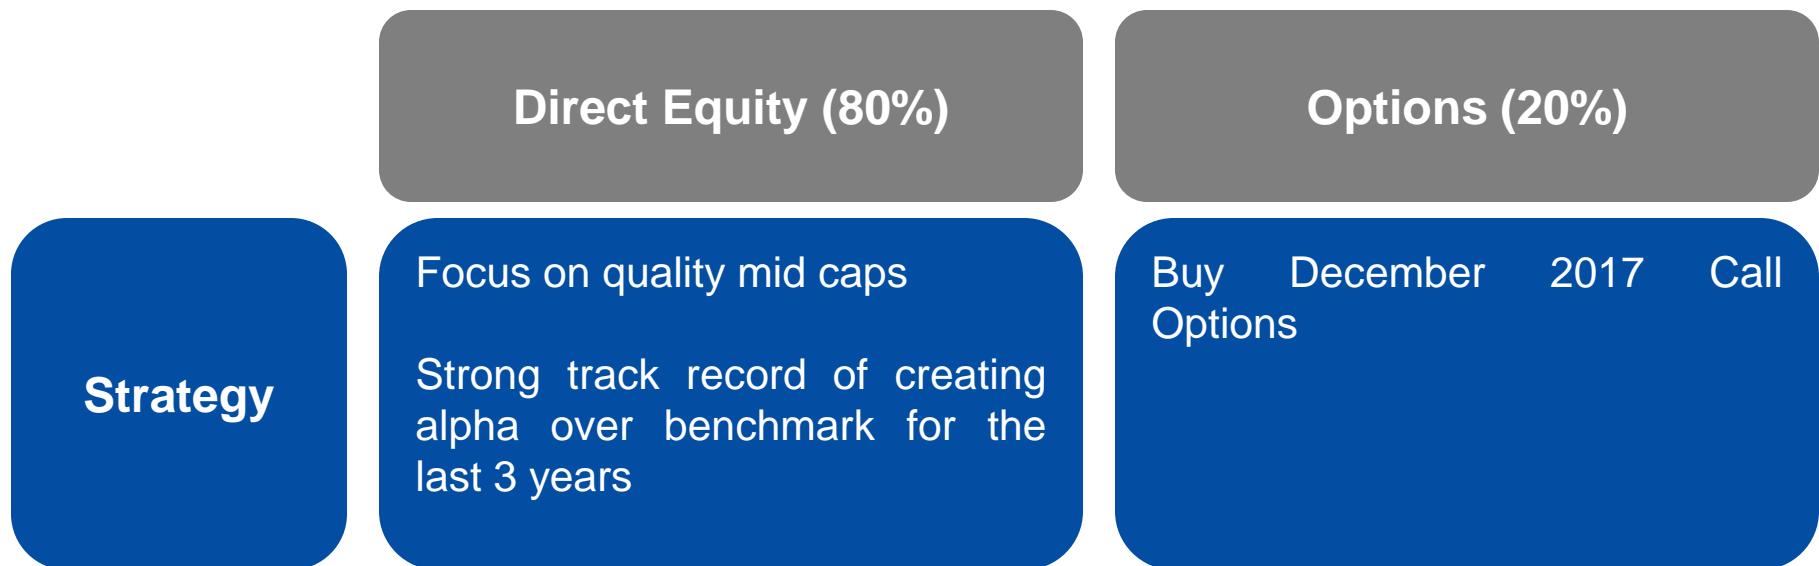 Direct Equity (80%)
Options (20%)
Strategy
Focus on quality mid caps
Strong track record of creating
alpha over benchmark for the
last 3 years
Buy December 2017 Call
Options